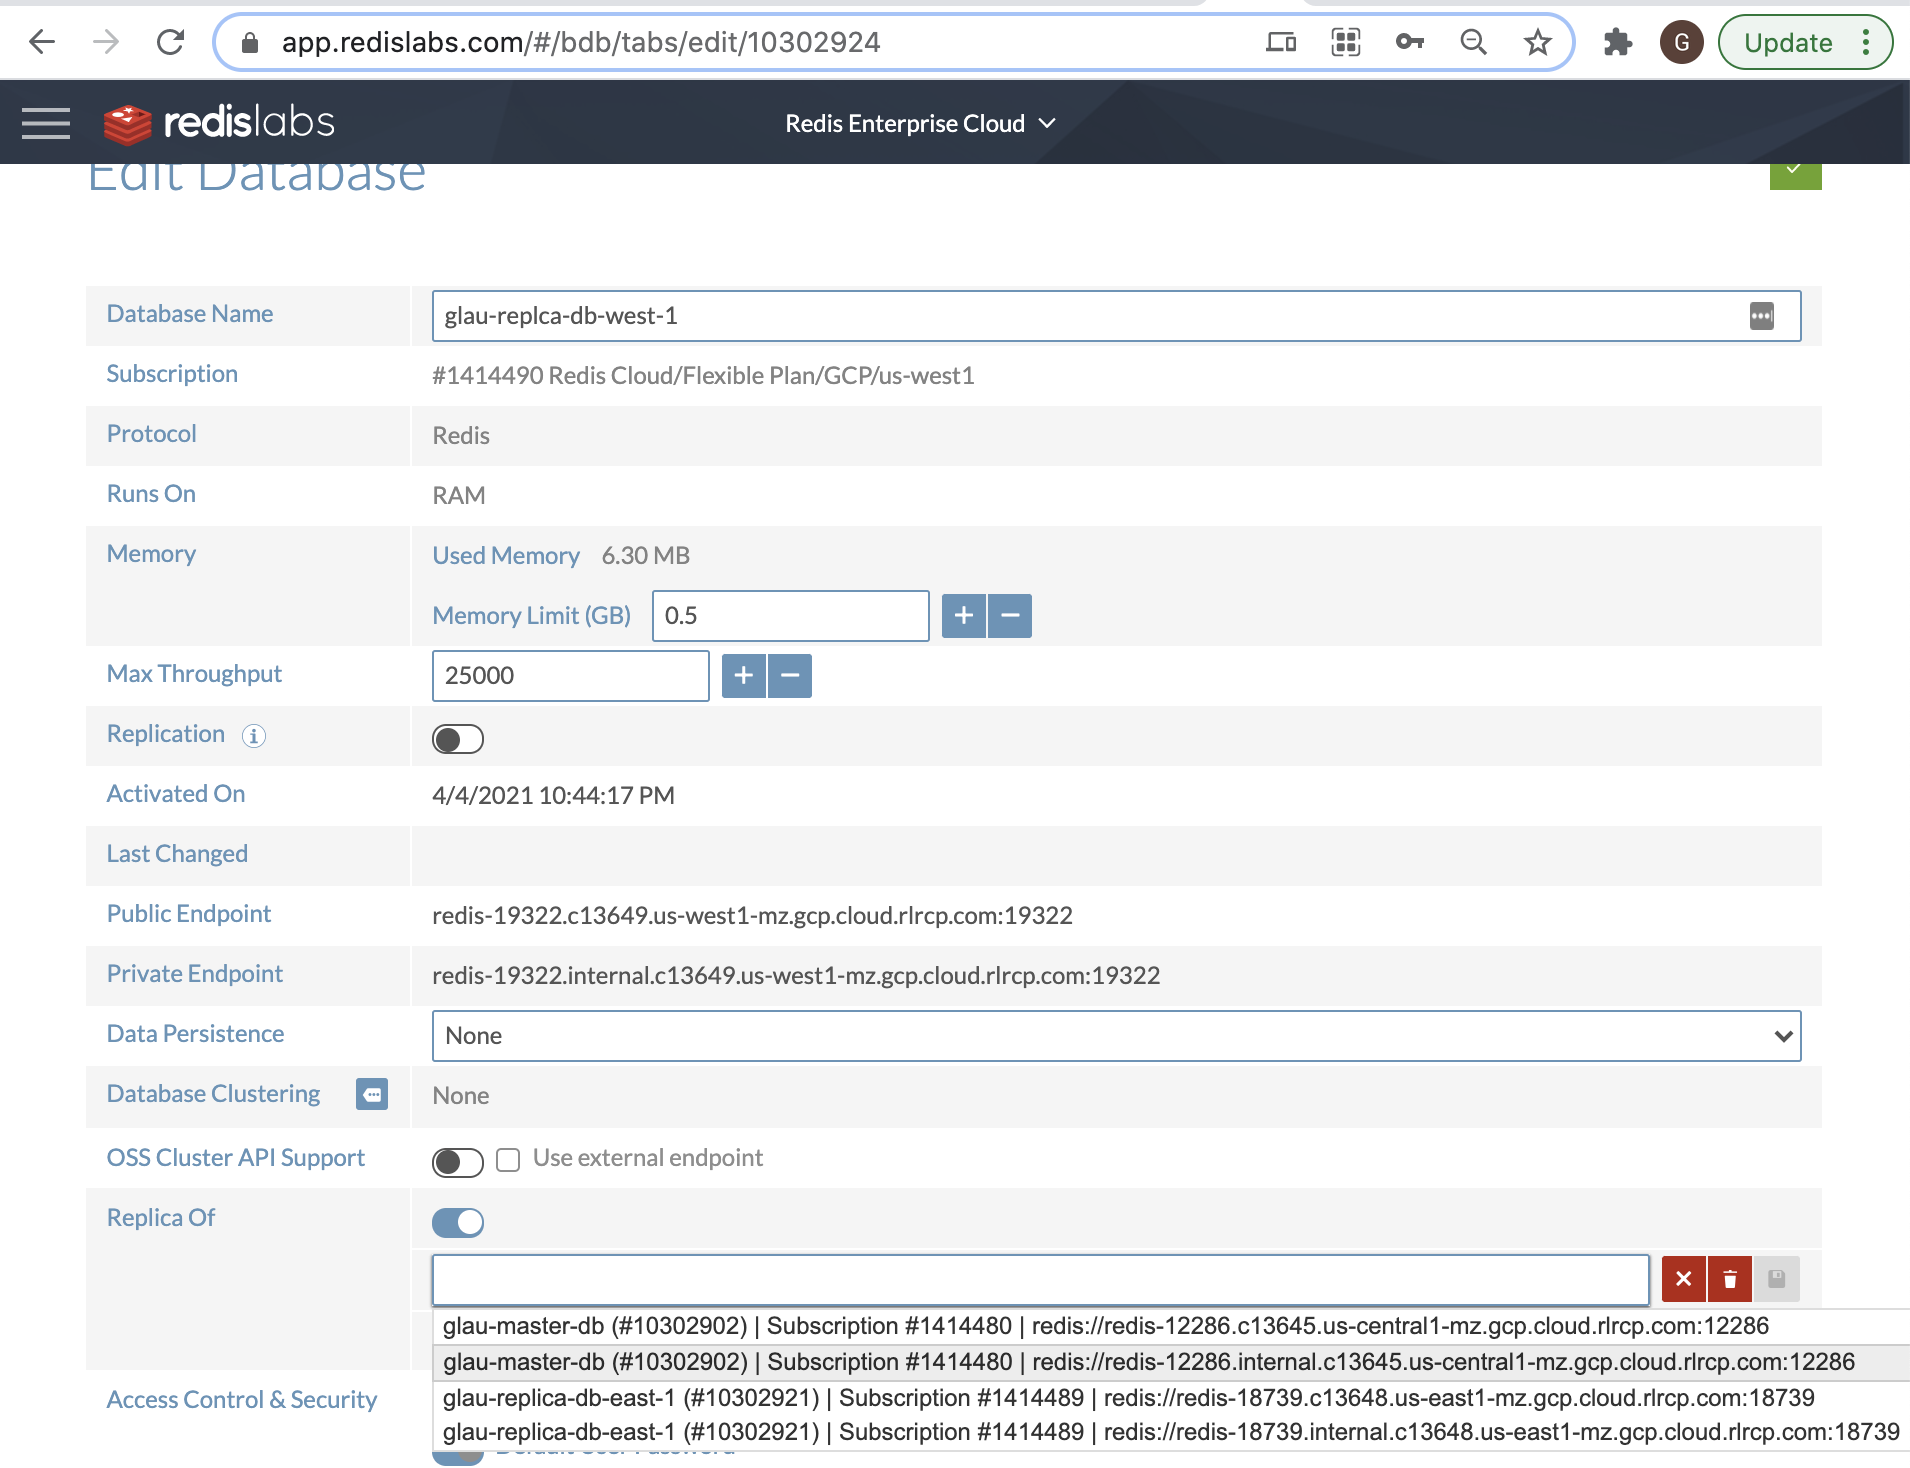 app.redislabs.com/#/bdb/tabs/edit/10302924
G
Update
redislabs
Redis Enterprise Cloud
Edit Database
Database Name
glau-replca-db-west-1
Subscription
#1414490 Redis Cloud/Flexible Plan/GCP/us-west1
Protocol
Redis
Runs On
RAM
Memory
Used Memory 6.30 MB
Memory Limit (GB) 0.5
Max Throughput
25000
Replication
Activated On
4/4/2021 10:44:17 PM
Last Changed
Public Endpoint
redis-19322.c13649.us-west1-mz.gcp.cloud.rlrcp.com:19322
Private Endpoint
redis-19322.internal.c13649.us-west1-mz.gcp.cloud.rlrcp.com:19322
Data Persistence
None
Database Clustering
None
OSS Cluster API Support
Use external endpoint
Replica Of
glau-master-db (#10302902) | Subscription #1414480 | redis://redis-12286.c13645.us-central1-mz.gcp.cloud.rlrcp.com:12286
glau-master-db (#10302902) | Subscription #1414480 | redis://redis-12286.internal.c13645.us-central1-mz.gcp.cloud.rlrcp.com:12286
glau-replica-db-east-1 (#10302921) | Subscription #1414489 | redis://redis-18739.c13648.us-east1-mz.gcp.cloud.rlrcp.com:18739
glau-replica-db-east-1 (#10302921) | Subscription #1414489 | redis://redis-18739.internal.c13648.us-east1-mz.gcp.cloud.rlrcp.com:18739
Access Control & Security
Default User Password